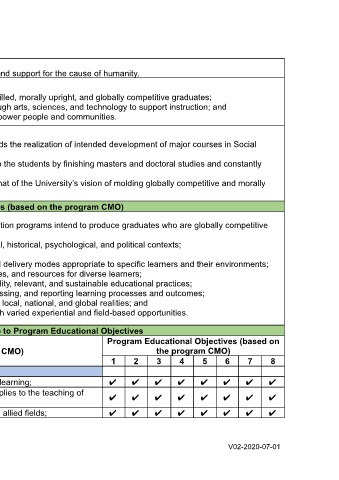 nd support for the cause of humanity.
illed, morally upright, and globally competitive graduates;
ugh arts, sciences, and technology to support instruction; and
power people and communities.
ds the realization of intended development of major courses in Social
o the students by finishing masters and doctoral studies and constantly
hat of the University's vision of molding globally competitive and morally
s (based on the program CMO)
tion programs intend to produce graduates who are globally competitive
l, historical, psychological, and political contexts;
d delivery modes appropriate to specific learners and their environments;
es, and resources for diverse learners;
lity, relevant, and sustainable educational practices;
ssing, and reporting learning processes and outcomes;
local, national, and global realities; and
h varied experiential and field-based opportunities.
e to Program Educational Objectives
CMO)
Program Educational Objectives (based on
the program CMO)
1 2 3 4 5 6 7 8
learning; ✔ ✔ ✔ ✔ ✔ ✔ ✔ ✔
plies to the teaching of ✔ ✔ ✔ ✔ ✔ ✔ ✔ ✔
allied fields; ✔ ✔ ✔ ✔ ✔ ✔ ✔ ✔
V02-2020-07-01